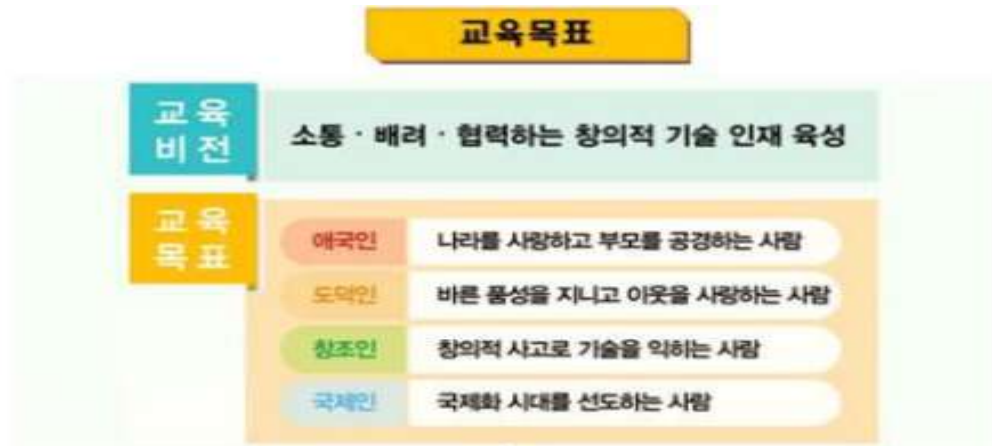 교육목표
교육
비전
소통 · 배려 · 협력하는 창의적 기술 인재 육성
교육
목표
애국인 나라를 사랑하고 부모를 공경하는 사람
도덕인 바른 품성을 지니고 이웃을 사랑하는 사람
창조인 창의적 사고로 기술을 익히는 사람
국제인 국제화 시대를 선도하는 사람